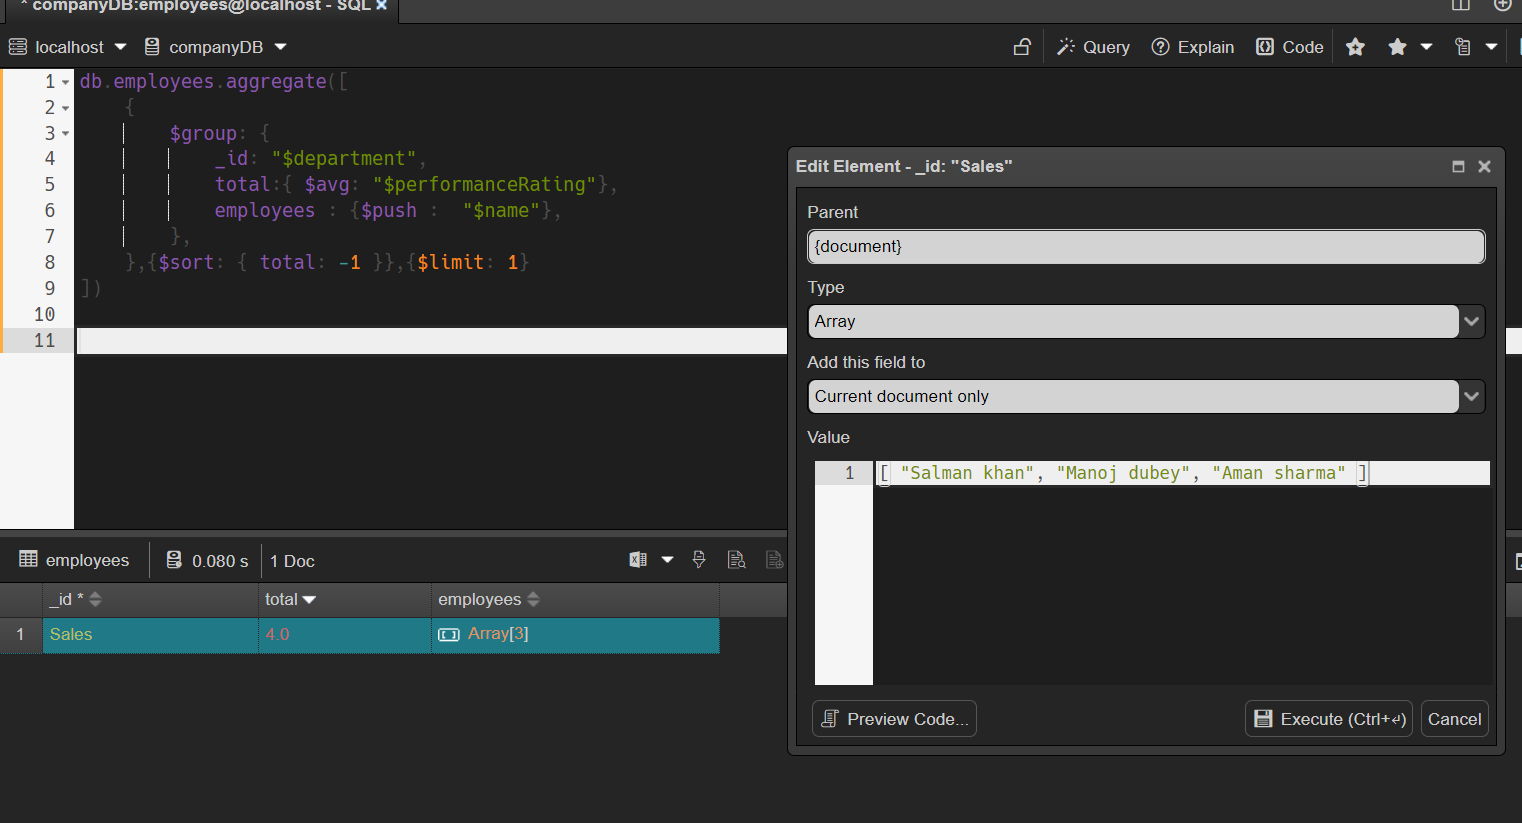 * companyDB:employees@localhost - SQL ×
localhost companyDB Query Explain Code
1 db.employees.aggregate([
2 {
3 $group: {
4 _id: "$department",
5 total:{ $avg: "$performanceRating"},
6 employees : {$push :  "$name"},
7 },
8 },{$sort: { total: -1 }},{$limit: 1}
9 ])
10
11
Edit Element - _id: "Sales"
Parent
{document}
Type
Array
Add this field to
Current document only
Value
1 [ "Salman khan", "Manoj dubey", "Aman sharma" ]
Preview Code... Execute (Ctrl+↵) Cancel
employees 0.080 s 1 Doc
_id * total employees
1 Sales 4.0 Array[3]